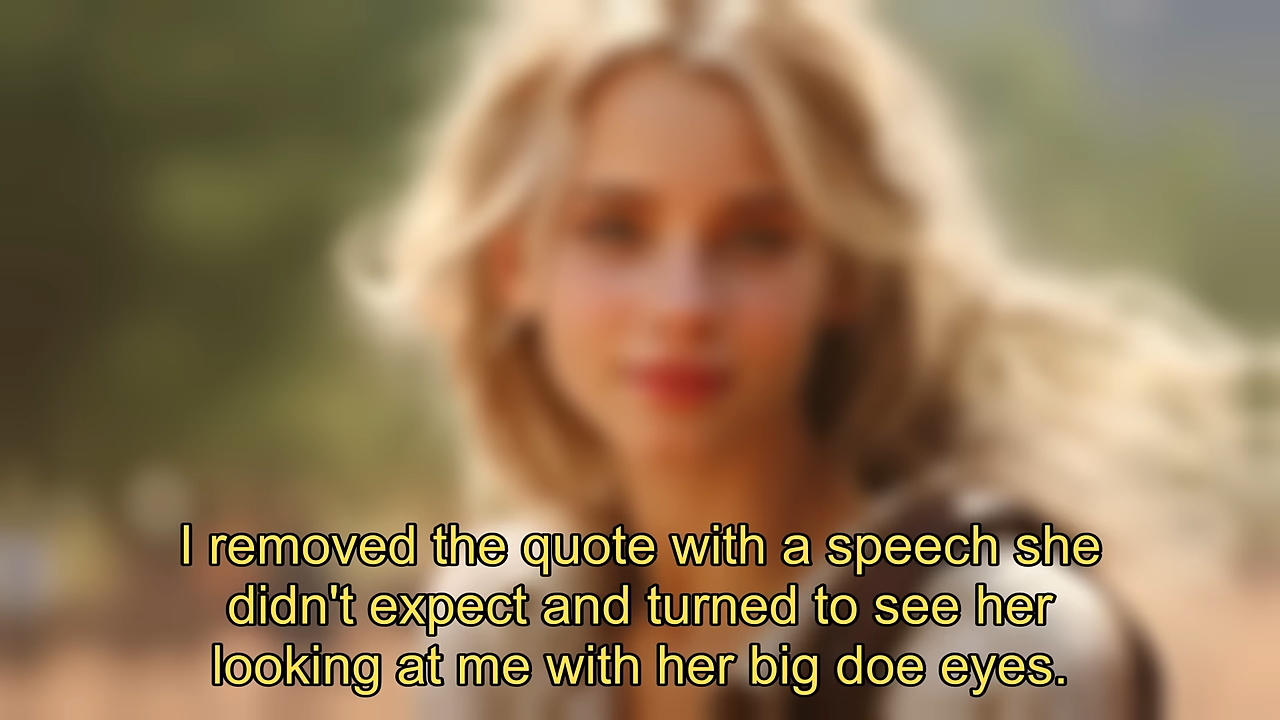 I removed the quote with a speech she
didn't expect and turned to see her
looking at me with her big doe eyes.